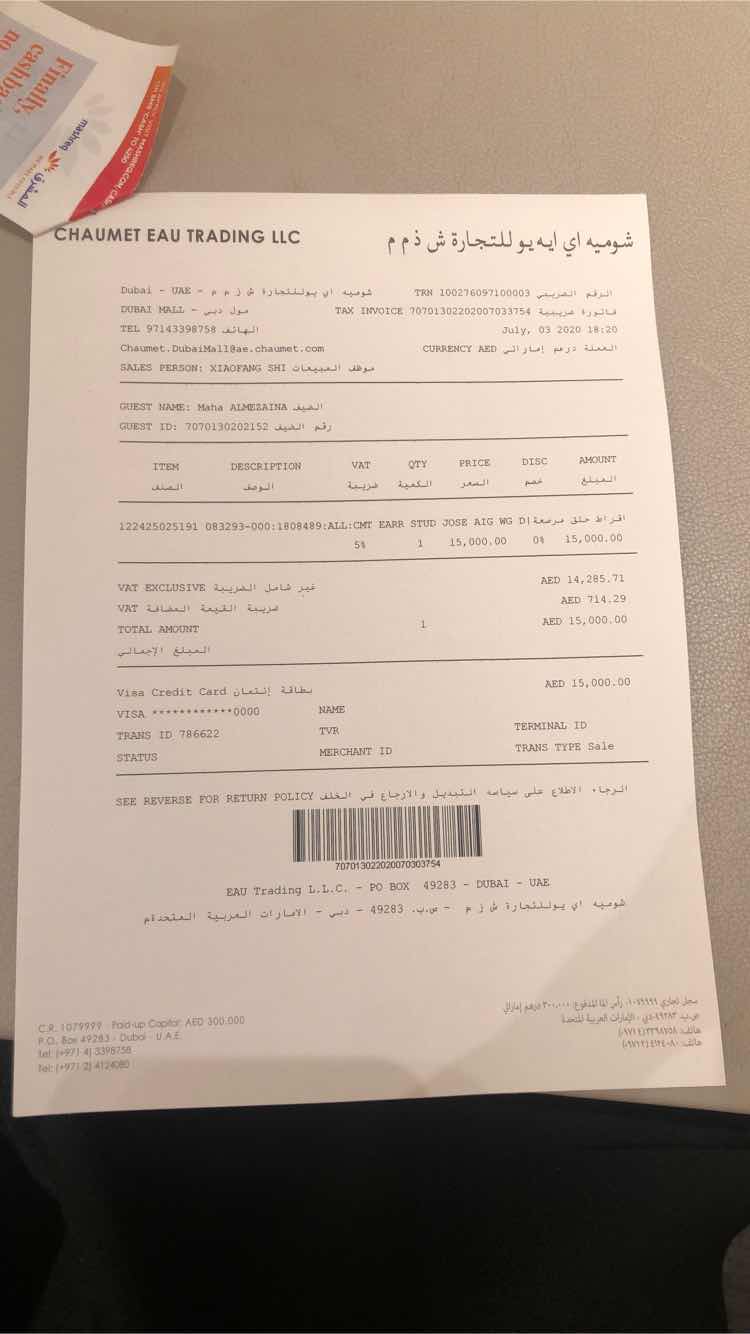 Finally,
cashba
no
mashreq
المشرق
CHAUMET EAU TRADING LLC شوميه اي ايه يو للتجارة ش ذ م م
Dubai - UAE - شوميه اي يوللتجارة ش ز م م TRN 100276097100003 الرقم الضريبي
DUBAI MALL - مول دبي TAX INVOICE 70701302202007033754 فاتورة ضريبية
TEL 97143398758 الهاتف July, 03 2020 18:20
Chaumet.DubaiMall@ae.chaumet.com CURRENCY AED العملة درهم إماراتي
SALES PERSON: XIAOFANG SHI موظف المبيعات
GUEST NAME: Maha ALMEZAINA الضيف
GUEST ID: 7070130202152 رقم الضيف
ITEM DESCRIPTION VAT QTY PRICE DISC AMOUNT
الصنف الوصف ضريبة الكمية السعر خصم المبلغ
122425025191 083293-000:1808489:ALL:CMT EARR STUD JOSE AIG WG D|اقراط حلق مرصعة
5% 1 15,000.00 0% 15,000.00
VAT EXCLUSIVE غير شامل الضريبة AED 14,285.71
VAT ضريبة القيمة المضافة AED 714.29
TOTAL AMOUNT 1 AED 15,000.00
المبلغ الإجمالي
Visa Credit Card بطاقة إئتمان AED 15,000.00
VISA ************0000 NAME
TRANS ID 786622 TVR TERMINAL ID
STATUS MERCHANT ID TRANS TYPE Sale
SEE REVERSE FOR RETURN POLICY الرجاء الاطلاع على سياسه التبديل والارجاع في الخلف
70701302202007030​3754
EAU Trading L.L.C. - PO BOX 49283 - DUBAI - UAE
شوميه اي يوللتجارة ش ز م م - ص.ب. 49283 - دبي - الامارات العربية المتحدةم
C.R. 1079999 - Paid-up Capital: AED 300,000
P.O. Box 49283 - Dubai - U.A.E.
Tel: (+971 4) 3398758
Tel: (+971 2) 4124080
سجل تجاري ١٠٧٩٩٩٩، رأس المال المدفوع: ٣٠٠,٠٠٠ درهم إماراتي
ص.ب. ٤٩٢٨٣-دبي - الإمارات العربية المتحدة
هاتف: ٣٣٩٨٧٥٨(٩٧١٤+)
هاتف: ٤١٢٤٠٨٠(٩٧١٢+)